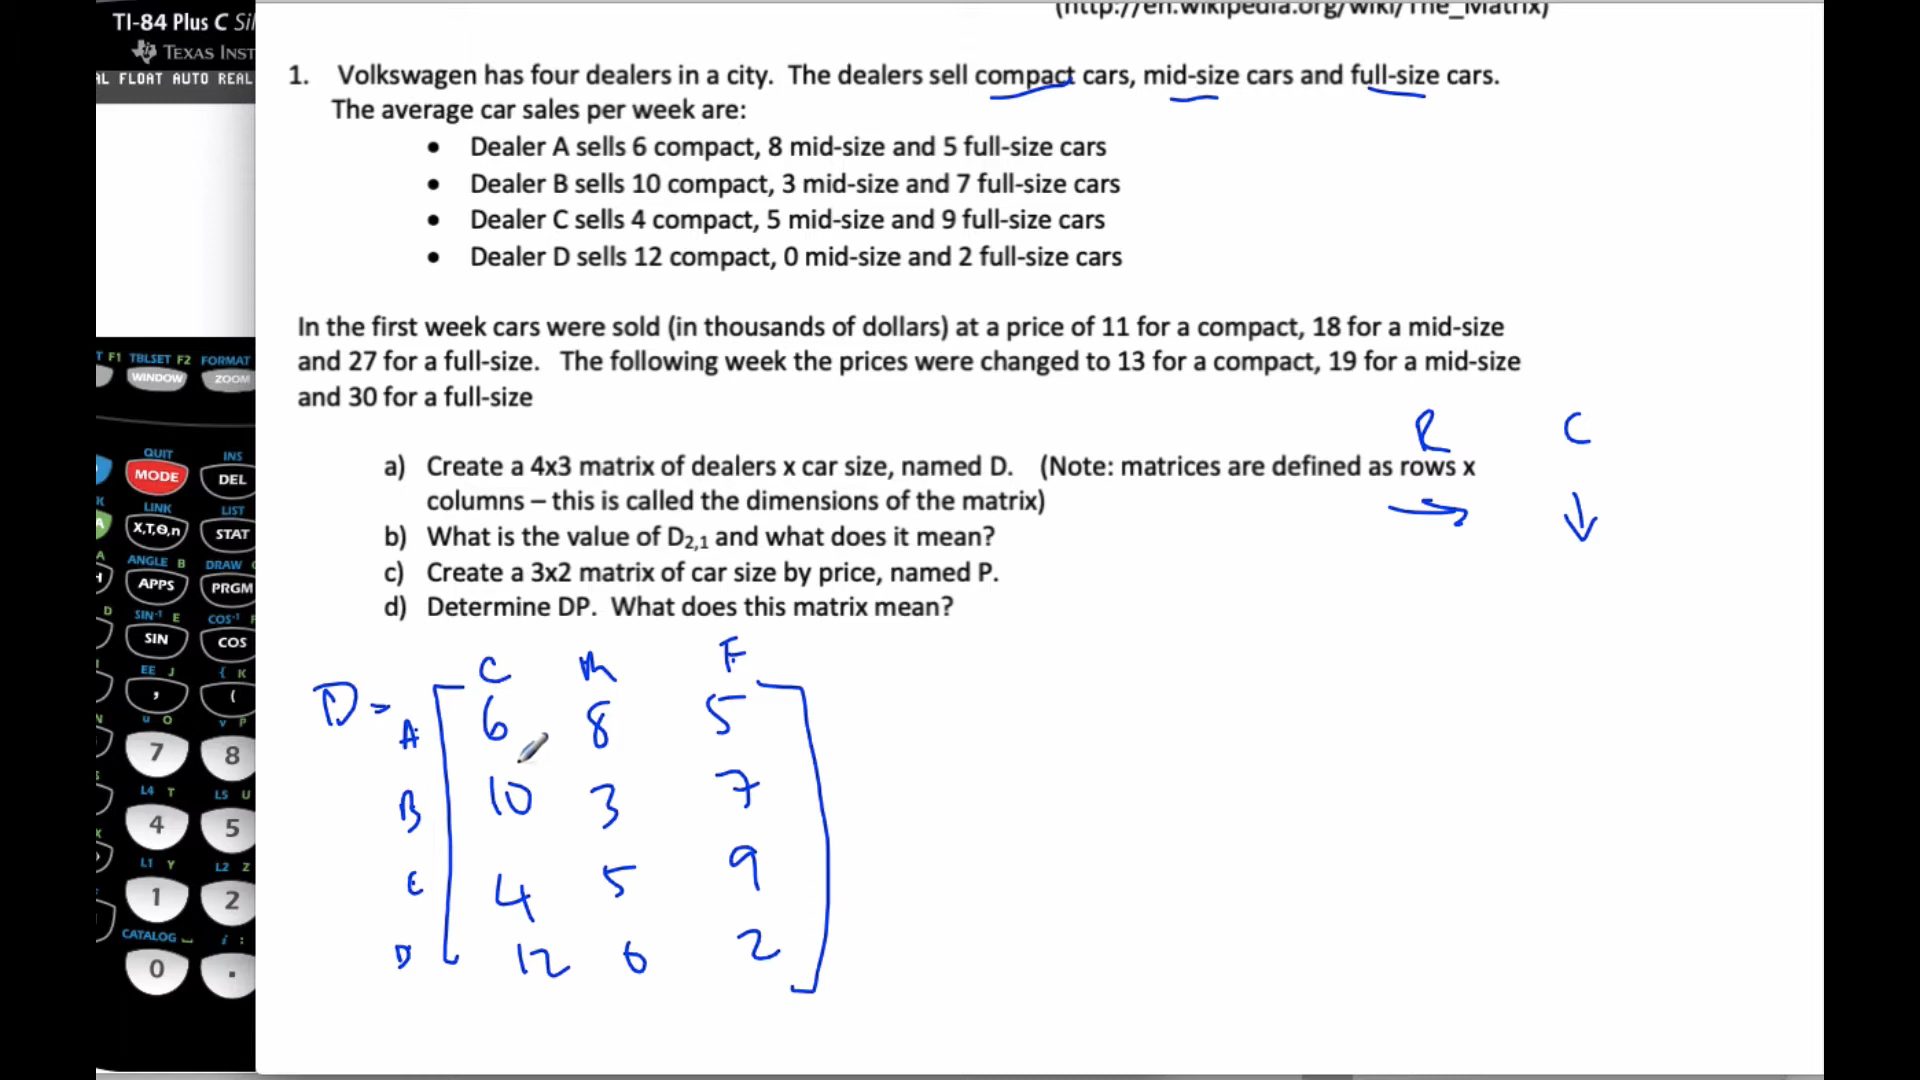 (http://en.wikipedia.org/wiki/The_Matrix)
TI-84 Plus C
TEXAS INST
FLOAT AUTO REAL
1. Volkswagen has four dealers in a city. The dealers sell compact cars, mid-size cars and full-size cars.
The average car sales per week are:
• Dealer A sells 6 compact, 8 mid-size and 5 full-size cars
• Dealer B sells 10 compact, 3 mid-size and 7 full-size cars
• Dealer C sells 4 compact, 5 mid-size and 9 full-size cars
• Dealer D sells 12 compact, 0 mid-size and 2 full-size cars
In the first week cars were sold (in thousands of dollars) at a price of 11 for a compact, 18 for a mid-size
and 27 for a full-size. The following week the prices were changed to 13 for a compact, 19 for a mid-size
and 30 for a full-size
R C
a) Create a 4x3 matrix of dealers x car size, named D. (Note: matrices are defined as rows x
columns – this is called the dimensions of the matrix)
b) What is the value of D2,1 and what does it mean?
c) Create a 3x2 matrix of car size by price, named P.
d) Determine DP. What does this matrix mean?
C M F
D = A 6 8 5
B 10 3 7
C 4 5 9
D 12 0 2
F1 TBLSET F2 FORMAT
WINDOW ZOOM
QUIT INS
MODE DEL
LINK LIST
X,T,Θ,n STAT
ANGLE B DRAW
APPS PRGM
SIN-1 E COS-1
SIN COS
EE J { K
, (
u O v P
7 8
L4 T L5 U
4 5
L1 Y L2 Z
1 2
CATALOG i :
0 .